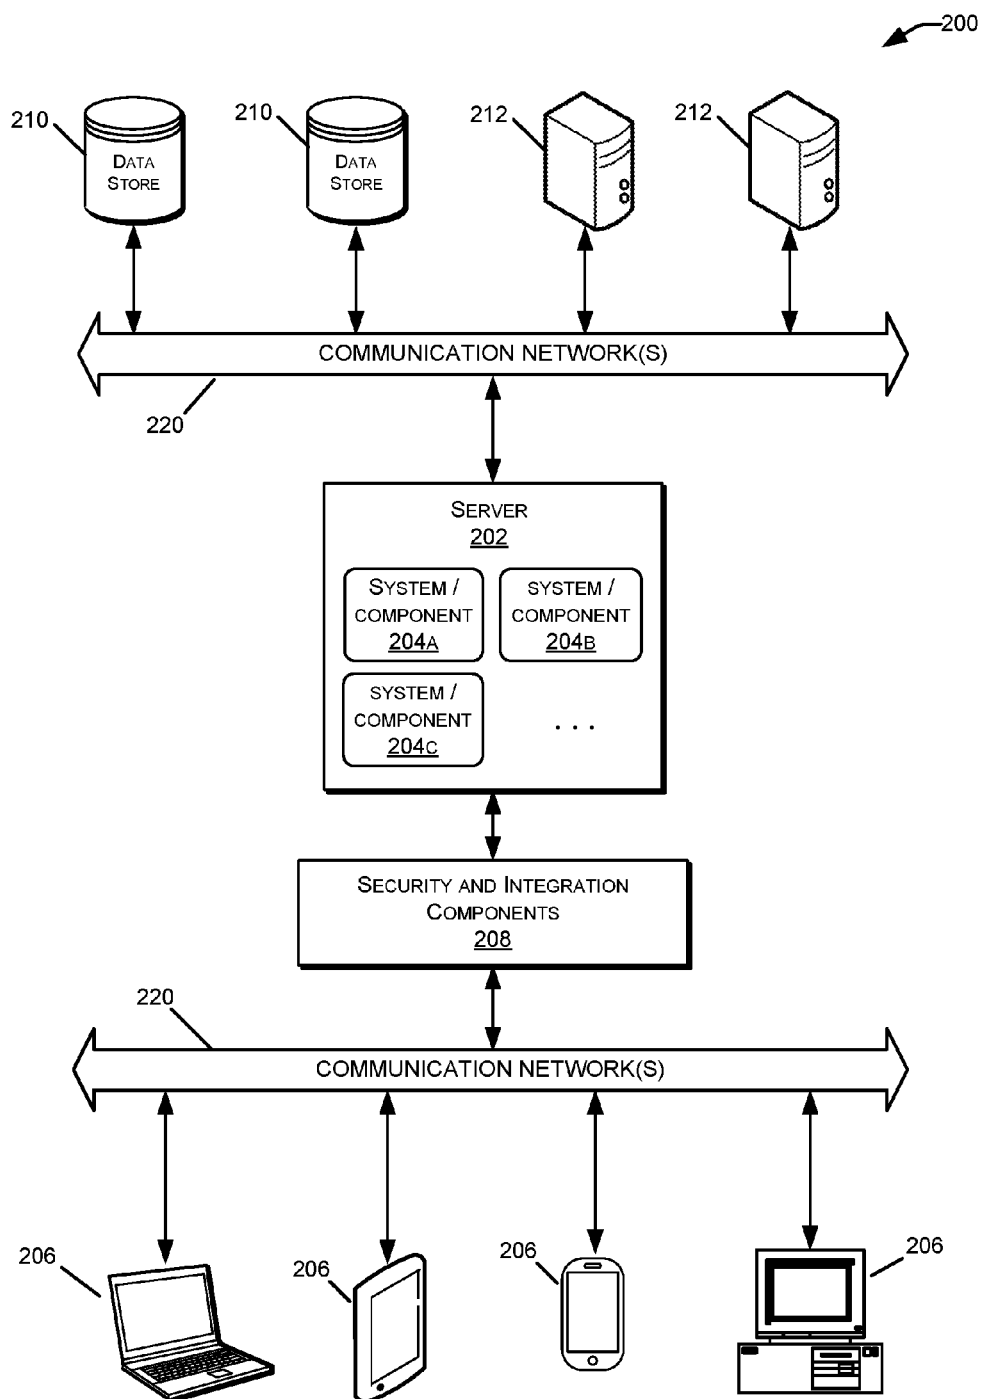 200
210
210
212
212
DATA
STORE
DATA
STORE
COMMUNICATION NETWORK(S)
220
SERVER
202
SYSTEM /
COMPONENT
204A
SYSTEM /
COMPONENT
204B
SYSTEM /
COMPONENT
204C
. . .
SECURITY AND INTEGRATION
COMPONENTS
208
220
COMMUNICATION NETWORK(S)
206
206
206
206